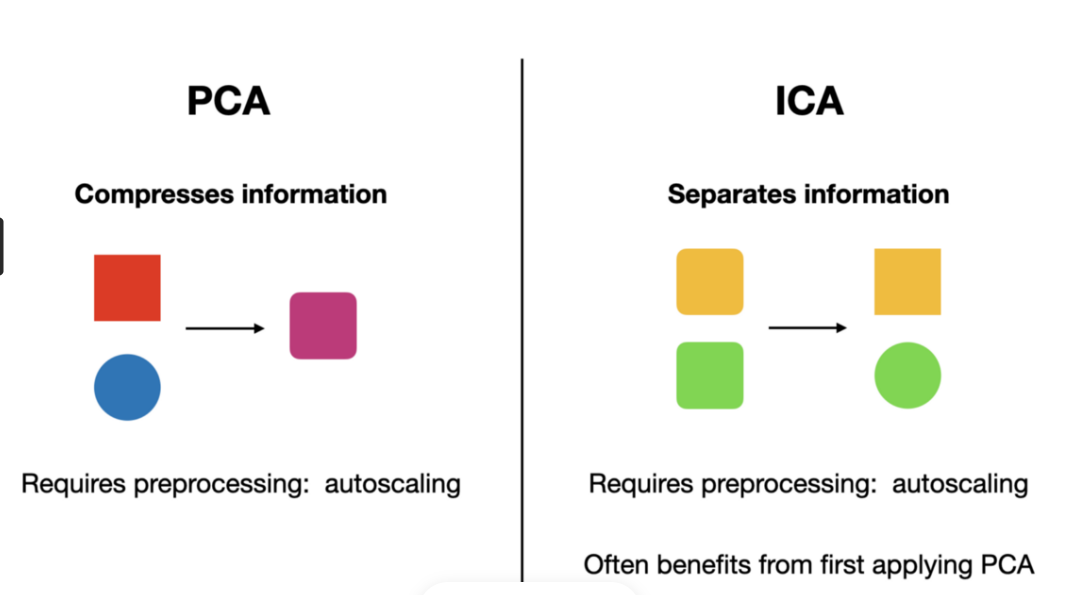 PCA
Compresses information
Requires preprocessing: autoscaling
ICA
Separates information
Requires preprocessing: autoscaling
Often benefits from first applying PCA